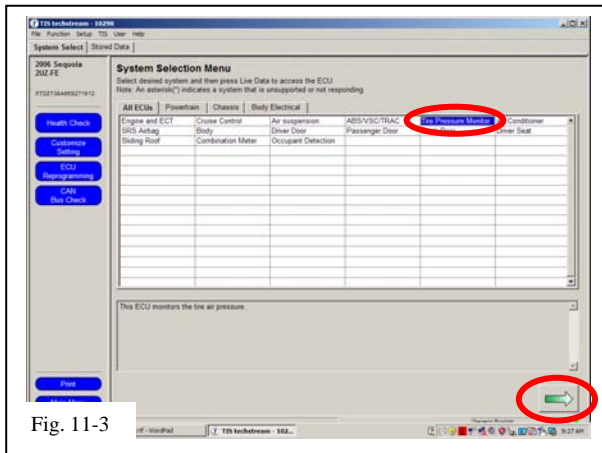 TIS techstream - 10296
File Function Setup TIS User Help
System Select Stored Data
2006 Sequoia
2UZ-FE
System Selection Menu
Select desired system and then press Live Data to access the ECU.
Note: An asterisk(*) indicates a system that is unsupported or not responding.
All ECUs Powertrain Chassis Body Electrical
Engine and ECT Cruise Control Air suspension ABS/VSC/TRAC Tire Pressure Monitor Conditioner
SRS Airbag Body Driver Door Passenger Door Driver Seat
Sliding Roof Combination Meter Occupant Detection
Health Check
Customize
Setting
ECU
Reprogramming
CAN
Bus Check
This ECU monitors the tire air pressure
Print
Fig. 11-3
rtf - WordPad
TIS techstream - 102...
9:27 AM